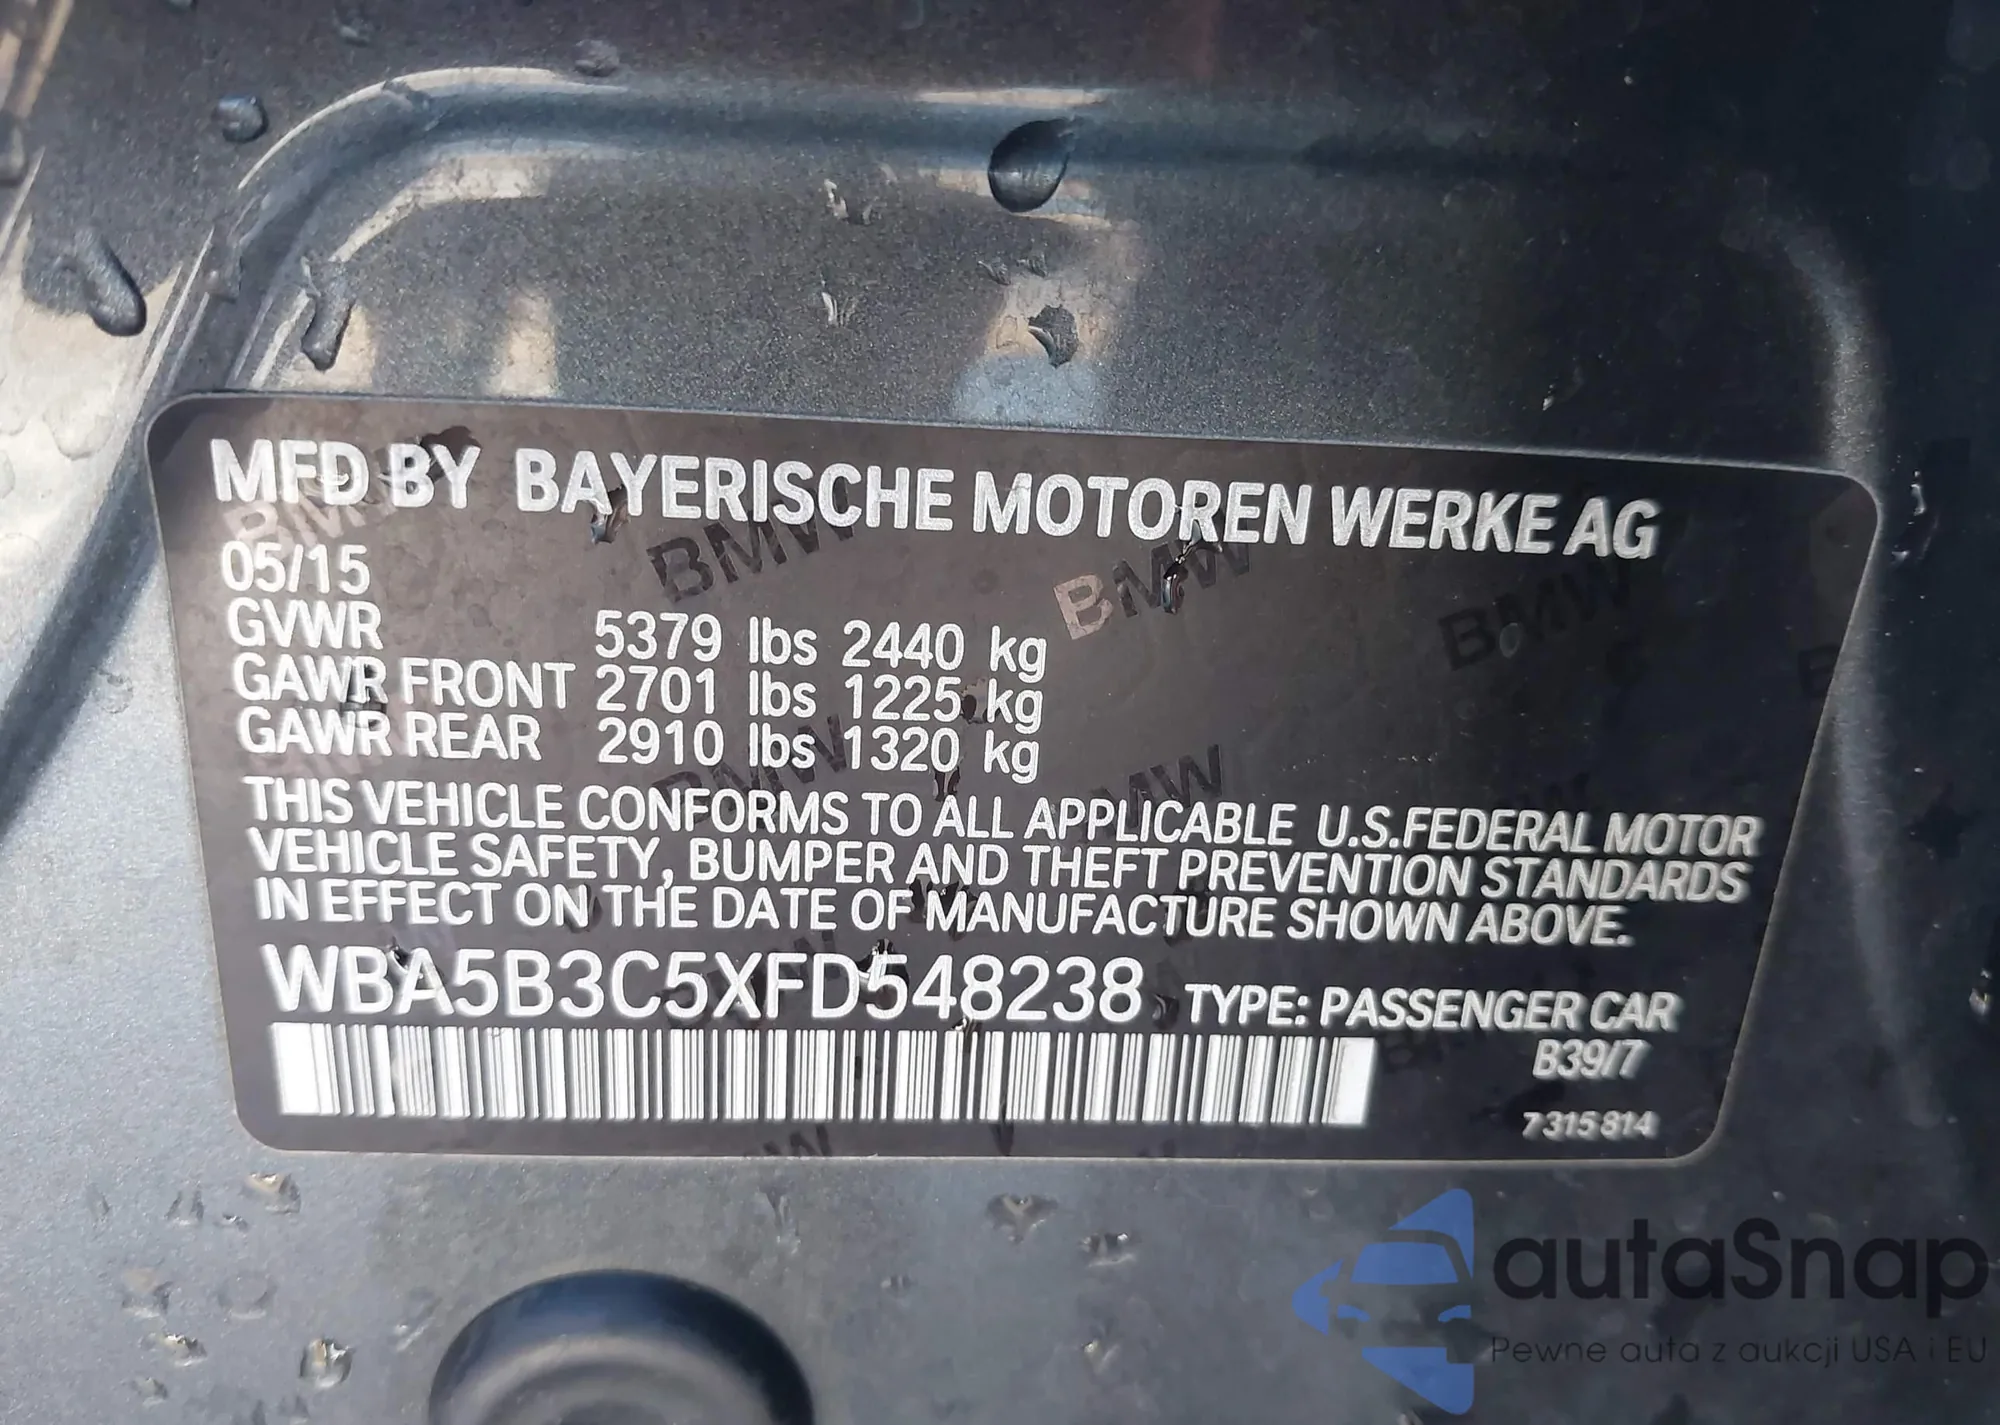 MFD BY BAYERISCHE MOTOREN WERKE AG
05/15
GVWR 5379 lbs 2440 kg
GAWR FRONT 2701 lbs 1225 kg
GAWR REAR 2910 lbs 1320 kg
THIS VEHICLE CONFORMS TO ALL APPLICABLE U.S.FEDERAL MOTOR
VEHICLE SAFETY, BUMPER AND THEFT PREVENTION STANDARDS
IN EFFECT ON THE DATE OF MANUFACTURE SHOWN ABOVE.
WBA5B3C5XFD548238 TYPE: PASSENGER CAR
B39/7
7315814
autaSnap
Pewne auta z aukcji USA i EU